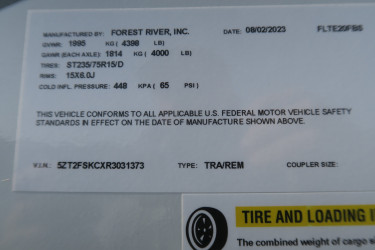 MANUFACTURED BY: FOREST RIVER, INC. DATE: 08/02/2023 FLTE20FBS
GVWR: 1995 KG ( 4398 LB)
GAWR (EACH AXLE): 1814 KG ( 4000 LB)
TIRES: ST235/75R15/D
RIMS: 15X6.0J
COLD INFL. PRESSURE: 448 KPA ( 65 PSI )
THIS VEHICLE CONFORMS TO ALL APPLICABLE U.S. FEDERAL MOTOR VEHICLE SAFETY
STANDARDS IN EFFECT ON THE DATE OF MANUFACTURE SHOWN ABOVE.
V.I.N.: 5ZT2FSKCXR3031373 TYPE: TRA/REM COUPLER SIZE:
TIRE AND LOADING
The combined weight of cargo